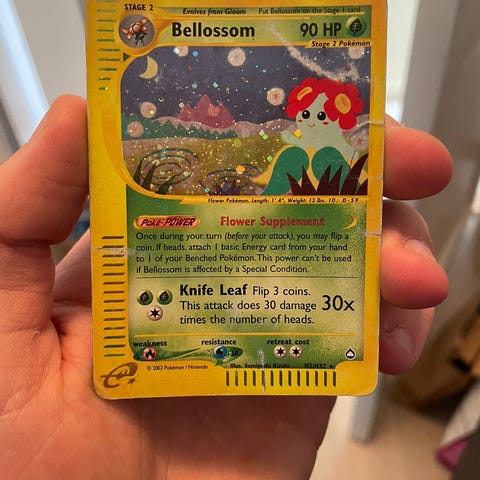 STAGE 2
Evolves from Gloom
Put Bellossom on the Stage 1 card
Bellossom
90 HP
Stage 2 Pokémon
Flower Pokémon, Length: 1' 4", Weight: 13 lbs. ID: D-59
Poké-POWER Flower Supplement
Once during your turn (before your attack), you may flip a
coin. If heads, attach 1 basic Energy card from your hand
to 1 of your Benched Pokémon. This power can't be used
if Bellossom is affected by a Special Condition.
Knife Leaf Flip 3 coins.
This attack does 30 damage 30x
times the number of heads.
weakness resistance retreat cost
-30
© 2002 Pokémon / Nintendo
Illus. Sumiyoshi Kizuki
H5/H32
e